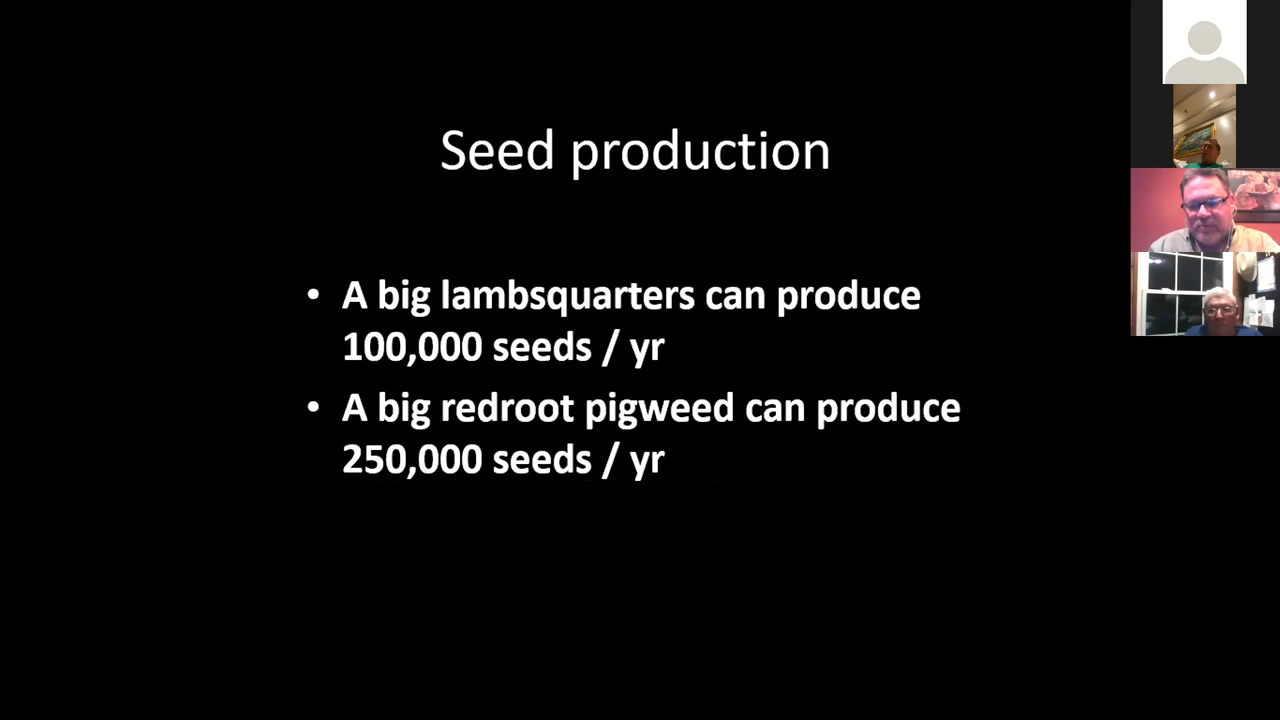 Seed production
• A big lambsquarters can produce
100,000 seeds / yr
• A big redroot pigweed can produce
250,000 seeds / yr